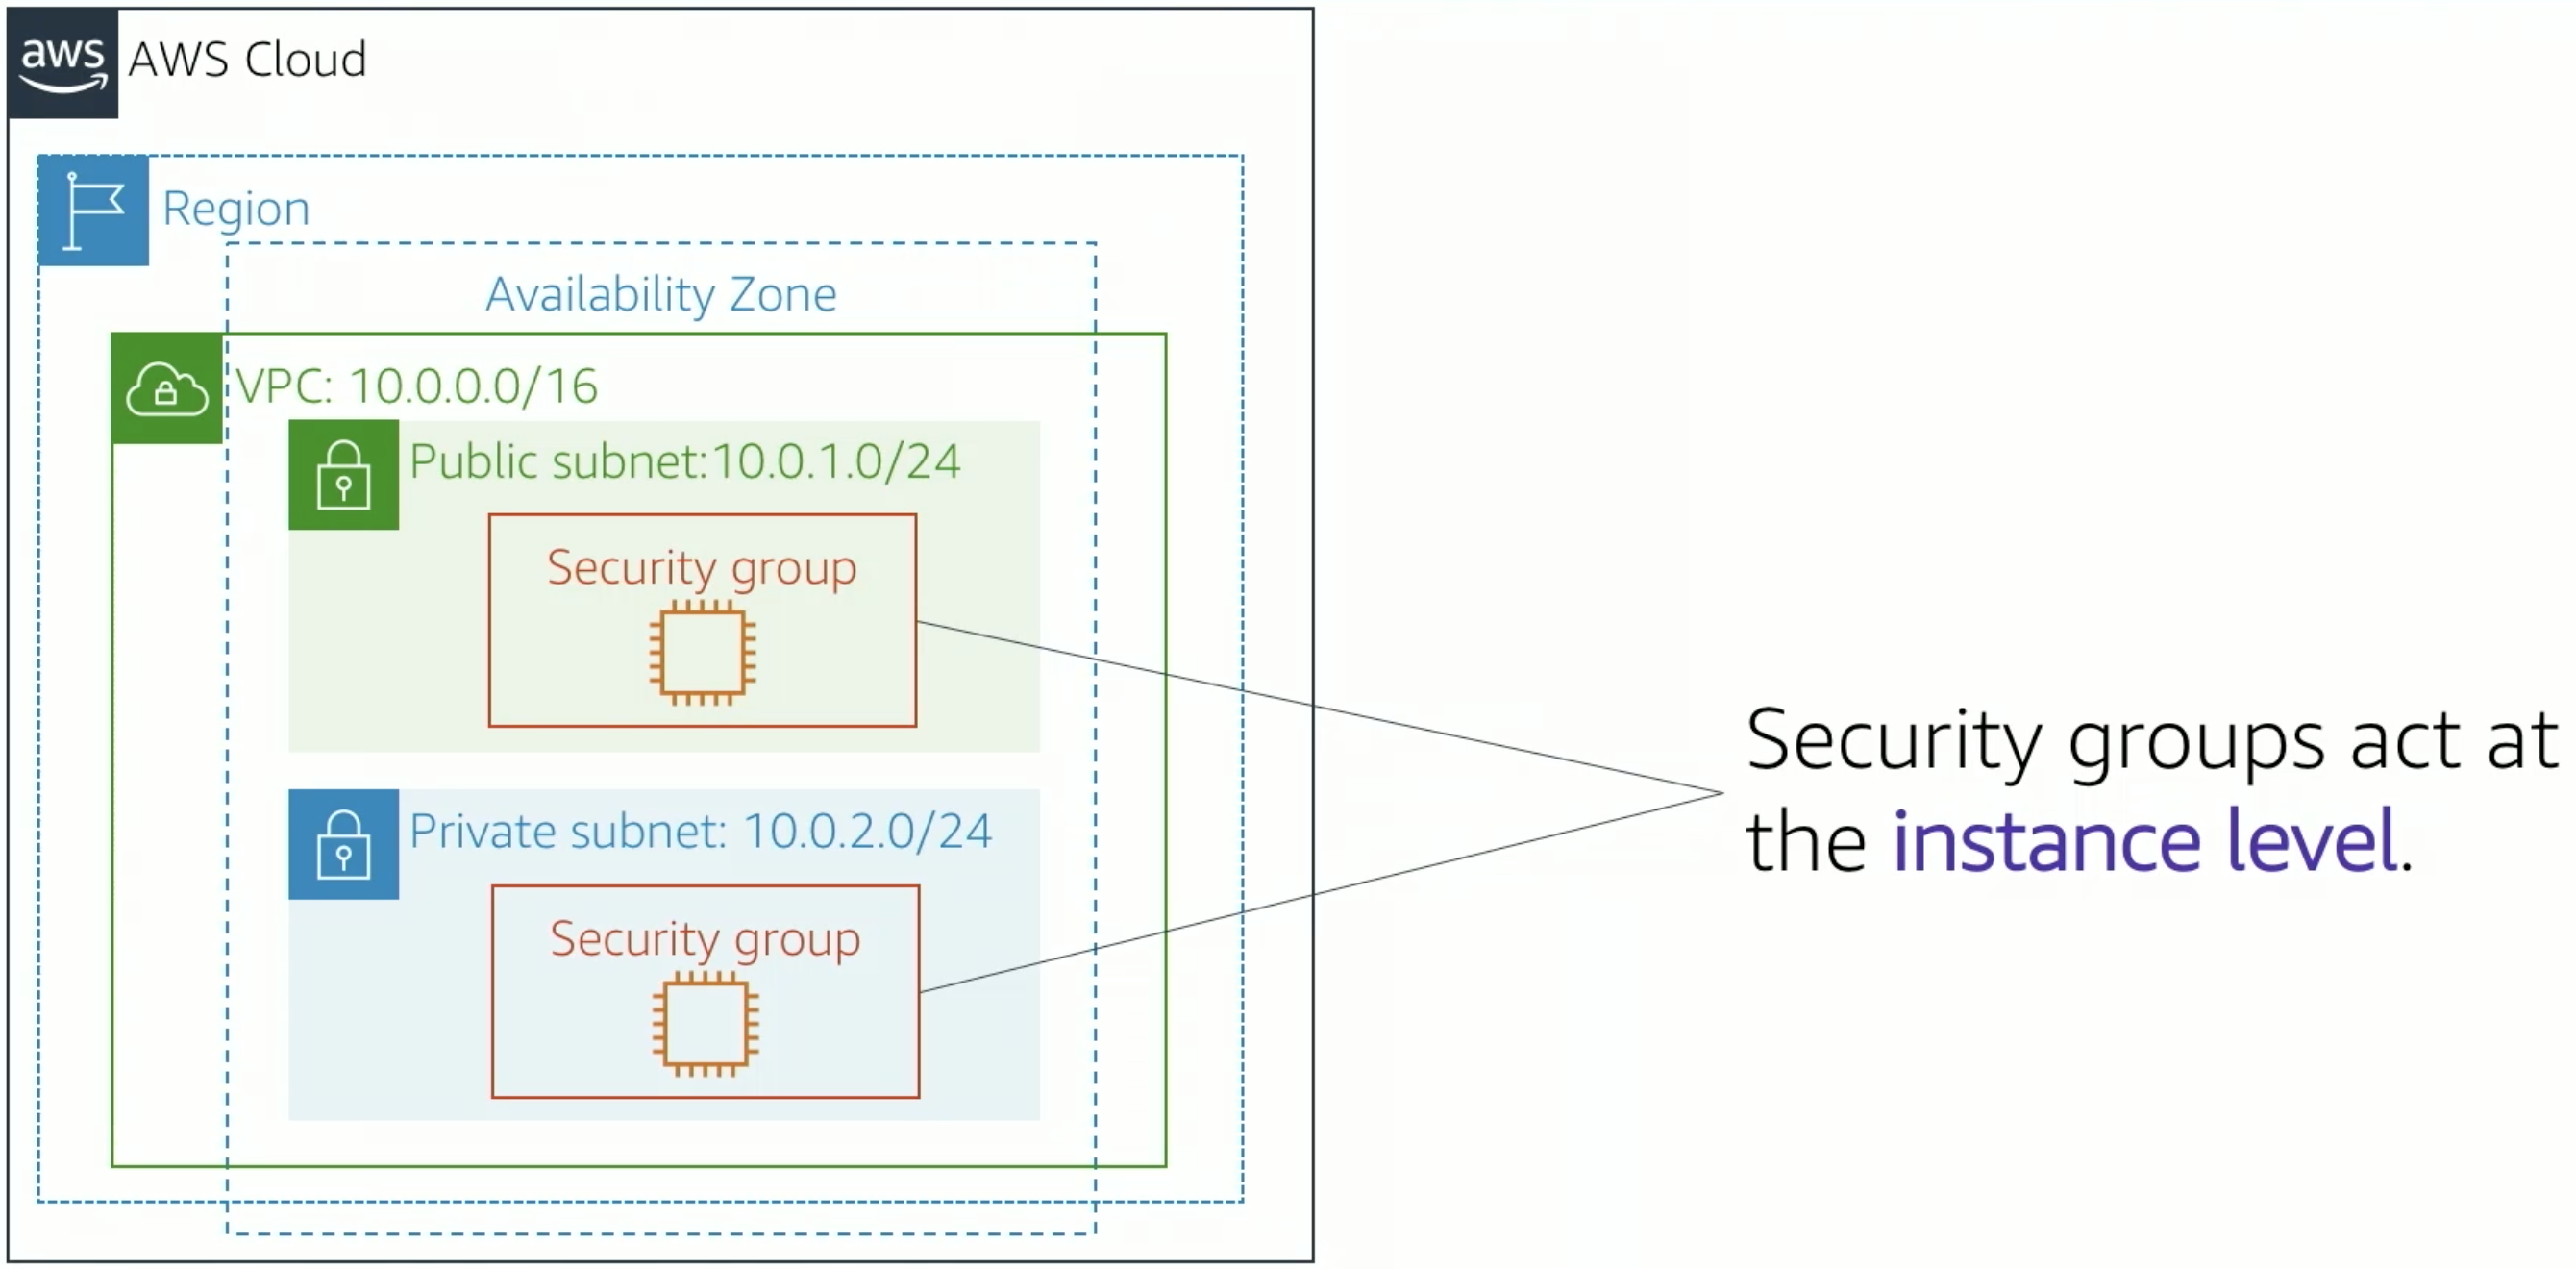 aws
AWS Cloud
Region
Availability Zone
VPC: 10.0.0.0/16
Public subnet:10.0.1.0/24
Security group
Private subnet: 10.0.2.0/24
Security group
Security groups act at
the instance level.